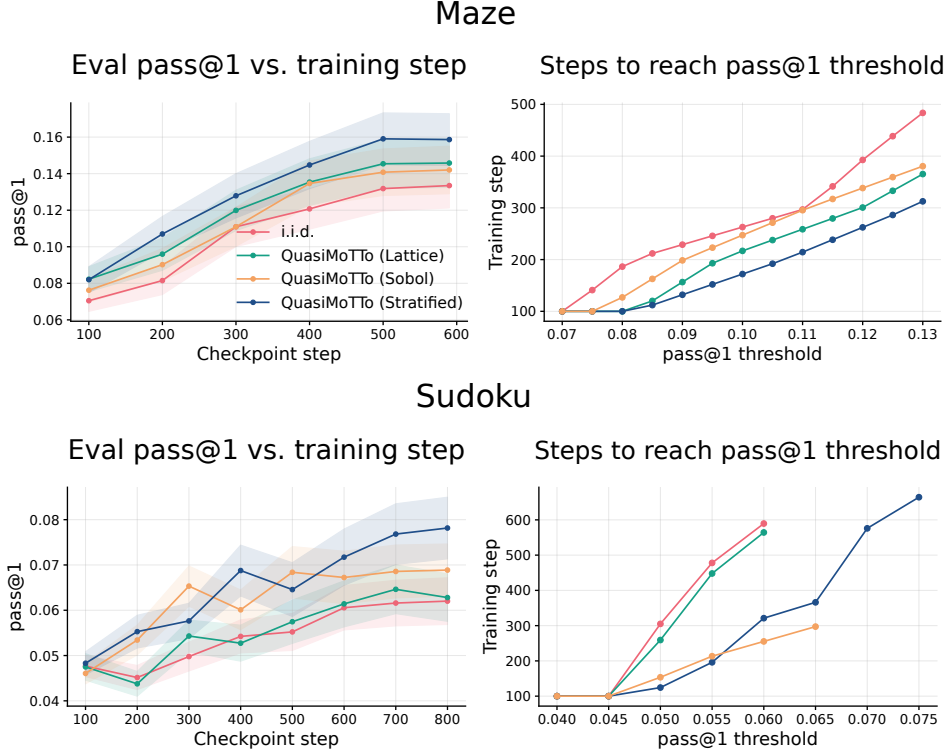 Maze
Eval pass@1 vs. training step
Steps to reach pass@1 threshold
pass@1
0.16
0.14
0.12
0.10
0.08
0.06
i.i.d.
QuasiMoTTo (Lattice)
QuasiMoTTo (Sobol)
QuasiMoTTo (Stratified)
100 200 300 400 500 600
Checkpoint step
Training step
500
400
300
200
100
0.07 0.08 0.09 0.10 0.11 0.12 0.13
pass@1 threshold
Sudoku
Eval pass@1 vs. training step
Steps to reach pass@1 threshold
pass@1
0.08
0.07
0.06
0.05
0.04
100 200 300 400 500 600 700 800
Checkpoint step
Training step
600
500
400
300
200
100
0.040 0.045 0.050 0.055 0.060 0.065 0.070 0.075
pass@1 threshold